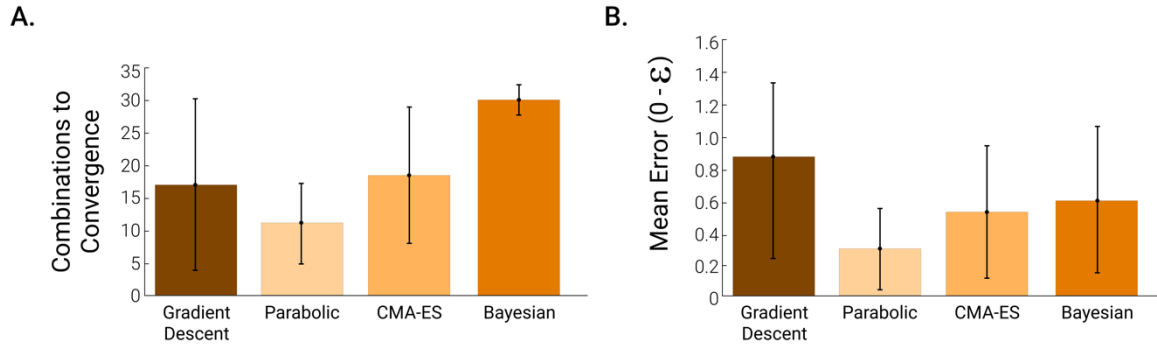 A.
Combinations to
Convergence
35
30
25
20
15
10
5
0
Gradient
Descent
Parabolic
CMA-ES
Bayesian
B.
Mean Error (0 - ε)
1.6
1.4
1.2
1.0
0.8
0.6
0.4
0.2
0
Gradient
Descent
Parabolic
CMA-ES
Bayesian